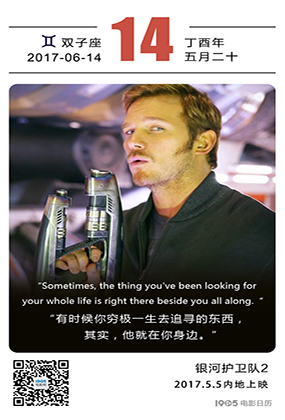 双子座
2017-06-14
14
丁酉年
五月二十
“Sometimes, the thing you've been looking for
your whole life is right there beside you all along. “
“有时候你穷极一生去追寻的东西，
其实，他就在你身边。”
银河护卫队2
2017.5.5内地上映
1905电影日历